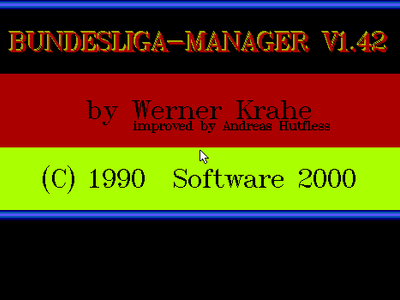 BUNDESLIGA-MANAGER V1.42
by Werner Krahe
improved by Andreas Hutfless
(C) 1990 Software 2000